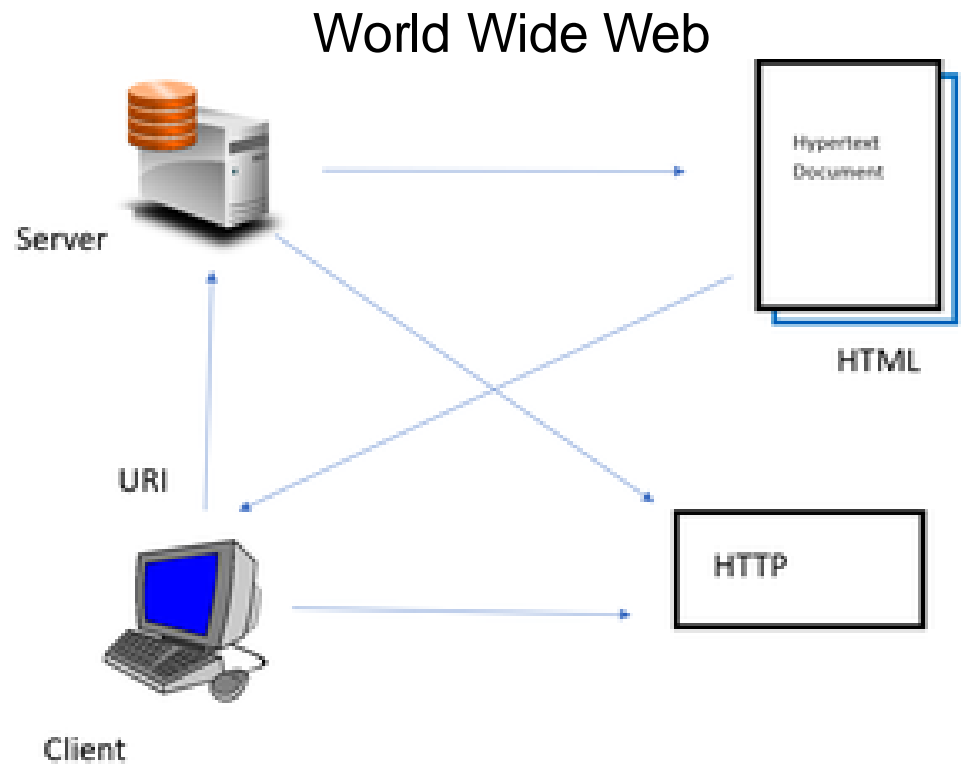 World Wide Web
Hypertext
Document
Server
HTML
URI
HTTP
Client